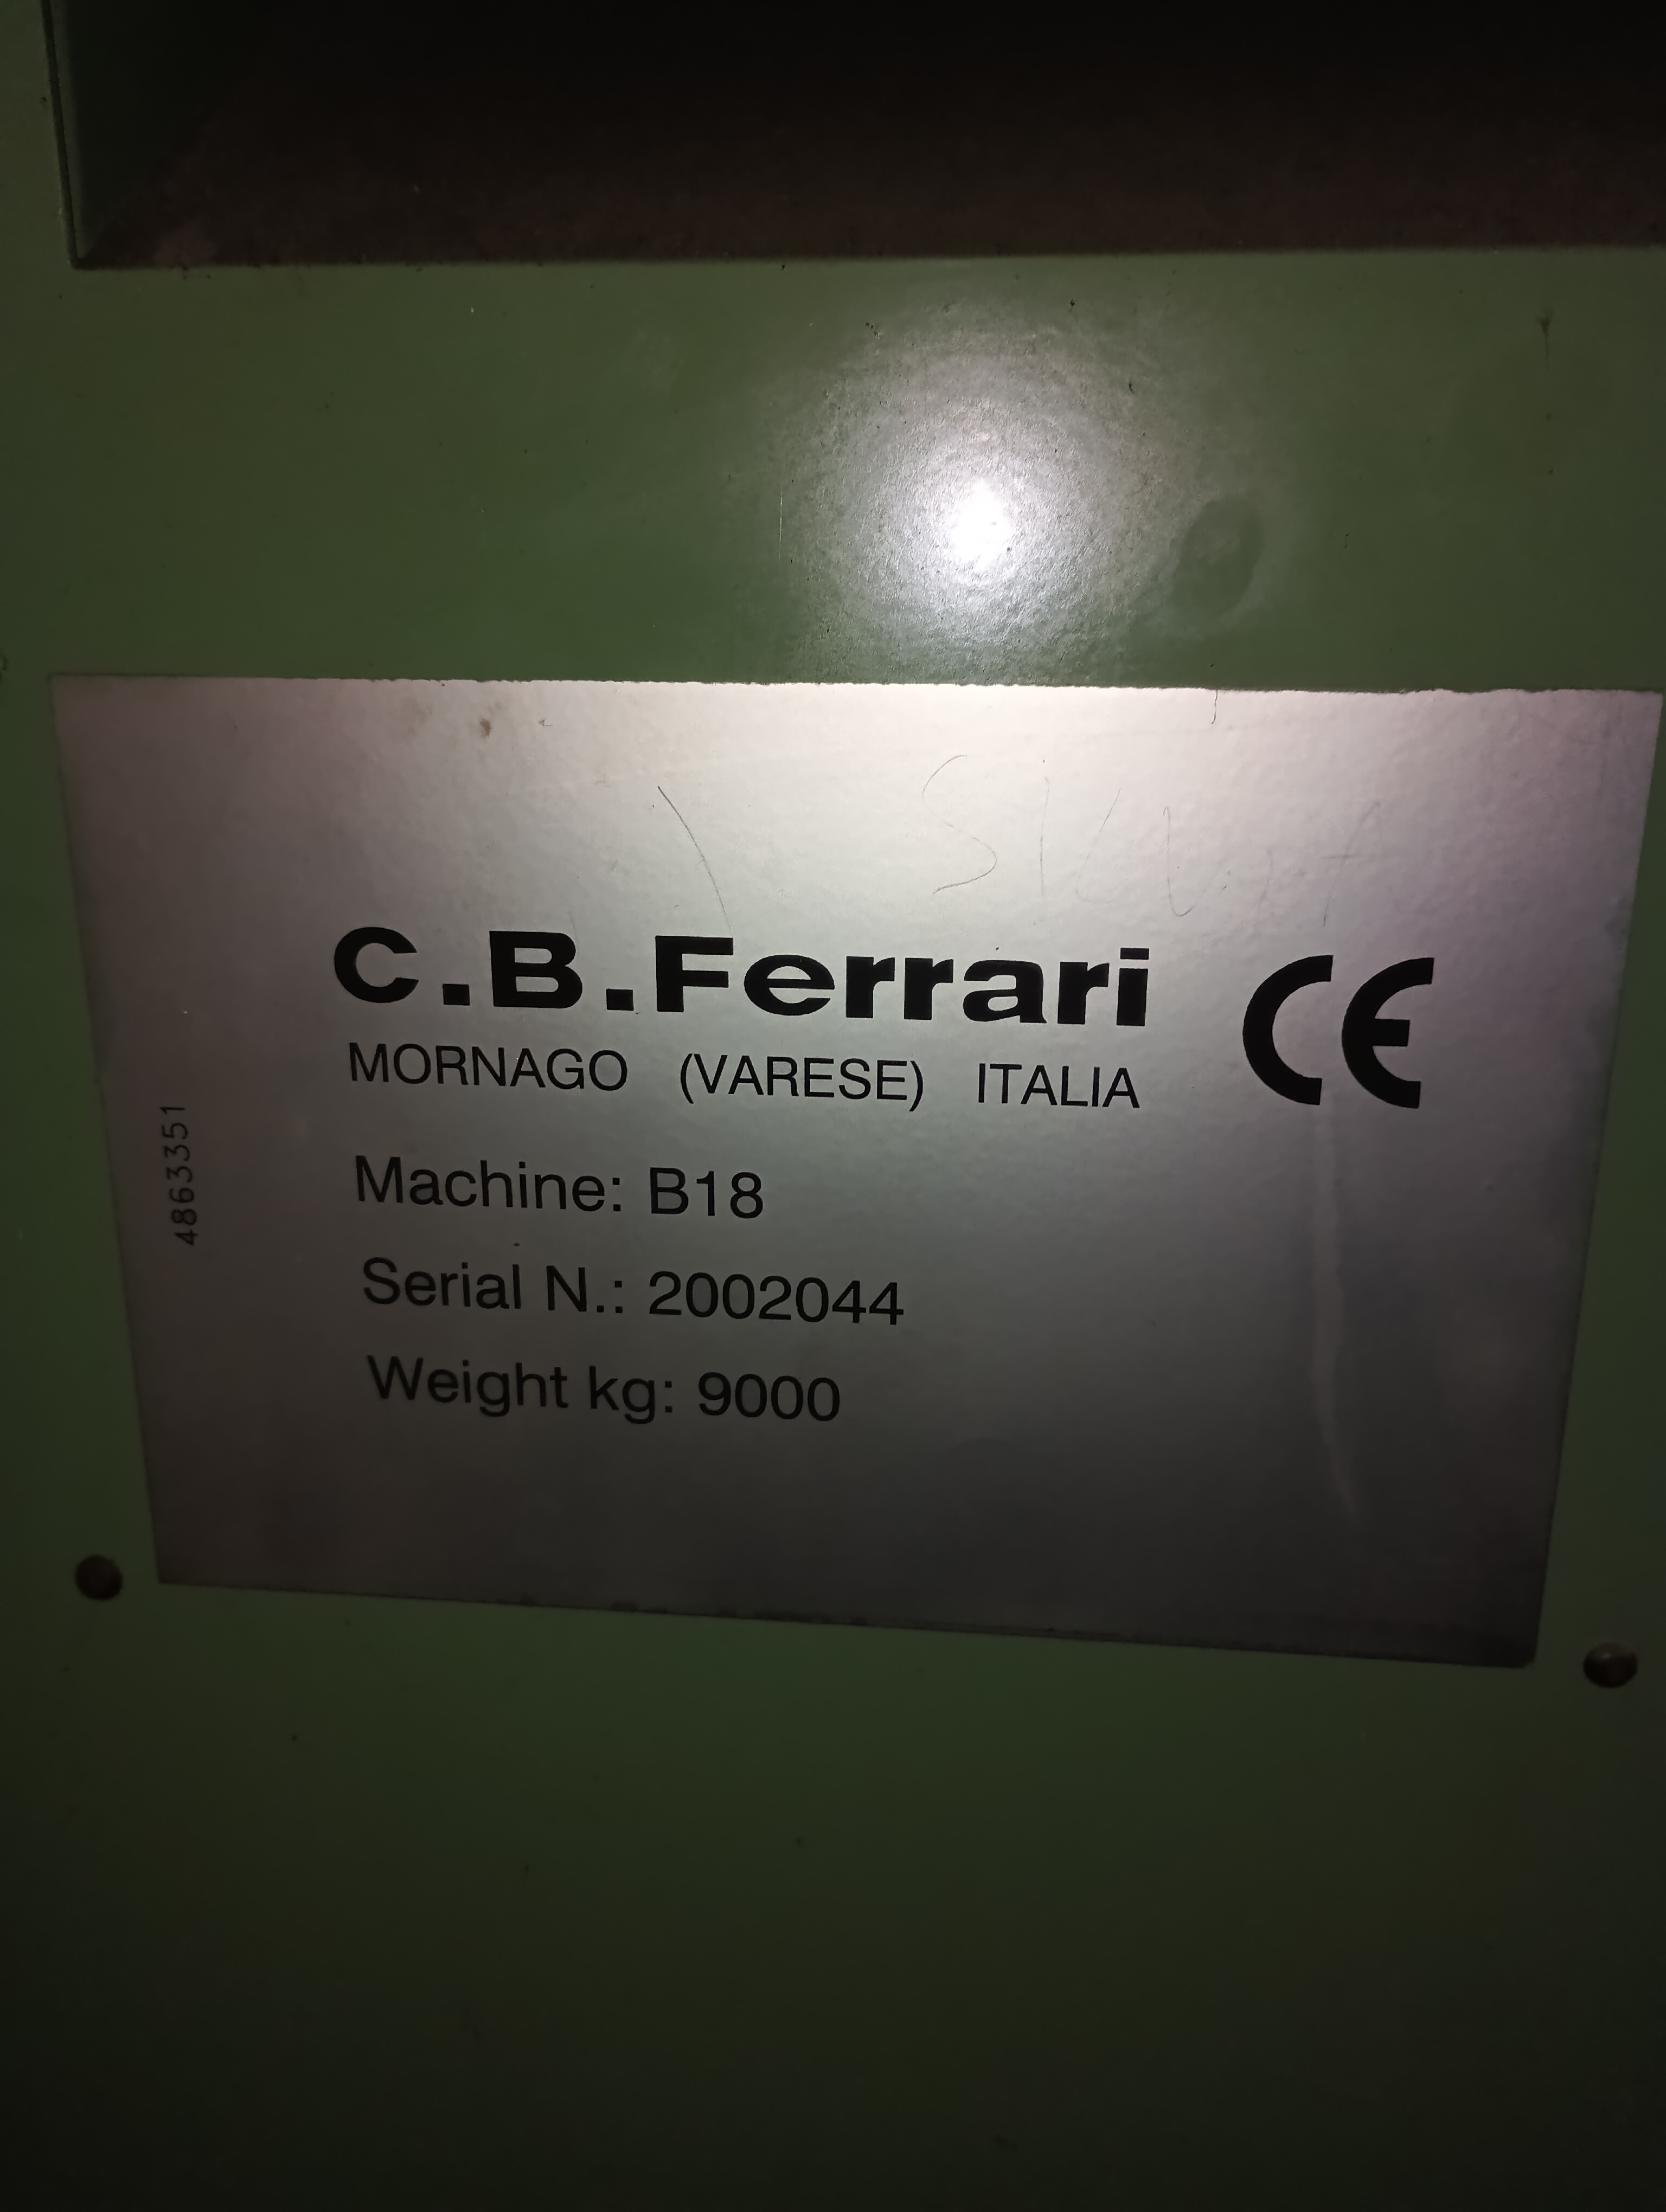 C.B.Ferrari CE
MORNAGO (VARESE) ITALIA
Machine: B18
Serial N.: 2002044
Weight kg: 9000
4863351